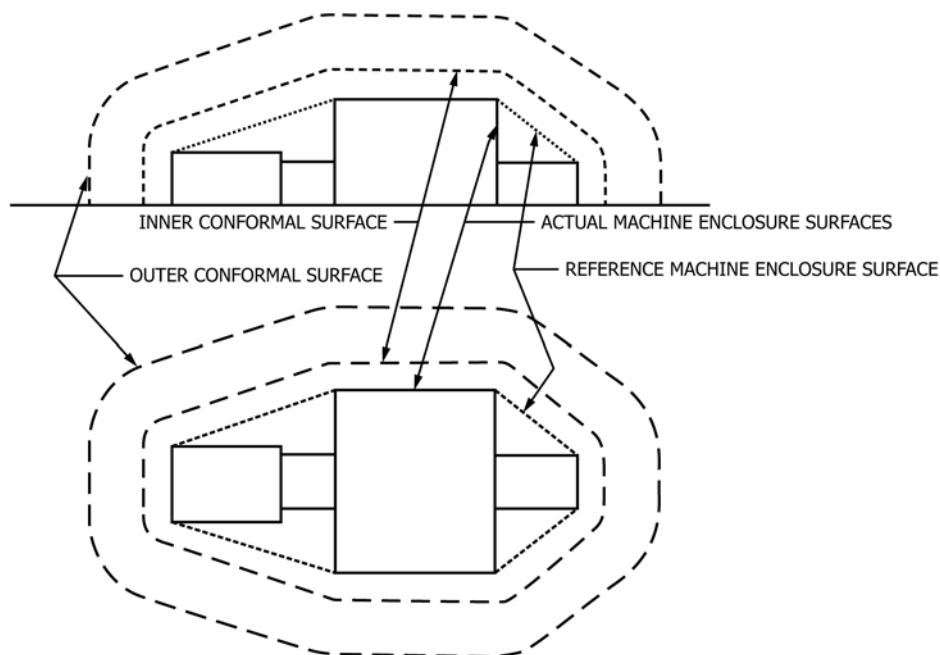 INNER CONFORMAL SURFACE
ACTUAL MACHINE ENCLOSURE SURFACES
OUTER CONFORMAL SURFACE
REFERENCE MACHINE ENCLOSURE SURFACE